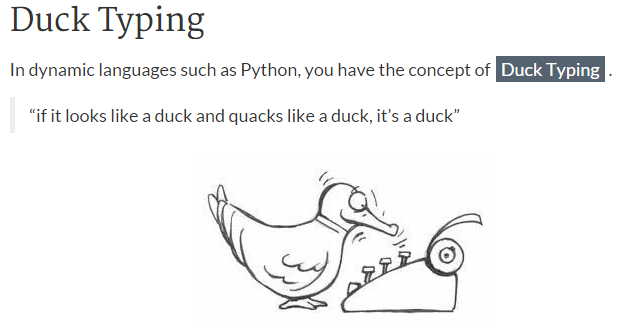 Duck Typing
In dynamic languages such as Python, you have the concept of Duck Typing .
“if it looks like a duck and quacks like a duck, it’s a duck”